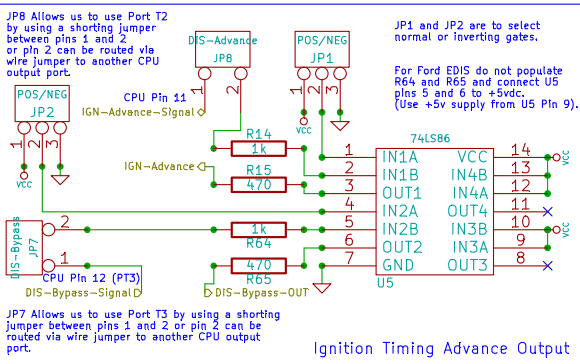 JP8 Allows us to use Port T2
by using a shorting jumper
between pins 1 and 2
or pin 2 can be routed via
wire jumper to another CPU
output port.
DIS-Advance
JP8
1
2
POS/NEG
JP1
1
2
3
VCC
JP1 and JP2 are to select
normal or inverting gates.
For Ford EDIS do not populate
R64 and R65 and connect U5
pins 5 and 6 to +5vdc.
(Use +5v supply from U5 Pin 9).
POS/NEG
JP2
1
2
3
VCC
CPU Pin 11
IGN-Advance-Signal
IGN-Advance
R14
1k
R15
470
74LS86
1 IN1A VCC 14
2 IN1B IN4B 13
3 OUT1 IN4A 12
4 IN2A OUT4 11
5 IN2B IN3B 10
6 OUT2 IN3A 9
7 GND OUT3 8
U5
VCC
VCC
DIS-Bypass
JP7
2
1
1k
R64
470
R65
CPU Pin 12 (PT3)
DIS-Bypass-Signal
DIS-Bypass-OUT
JP7 Allows us to use Port T3 by using a shorting
jumper between pins 1 and 2 or pin 2 can be
routed via wire jumper to another CPU output
port.
Ignition Timing Advance Output